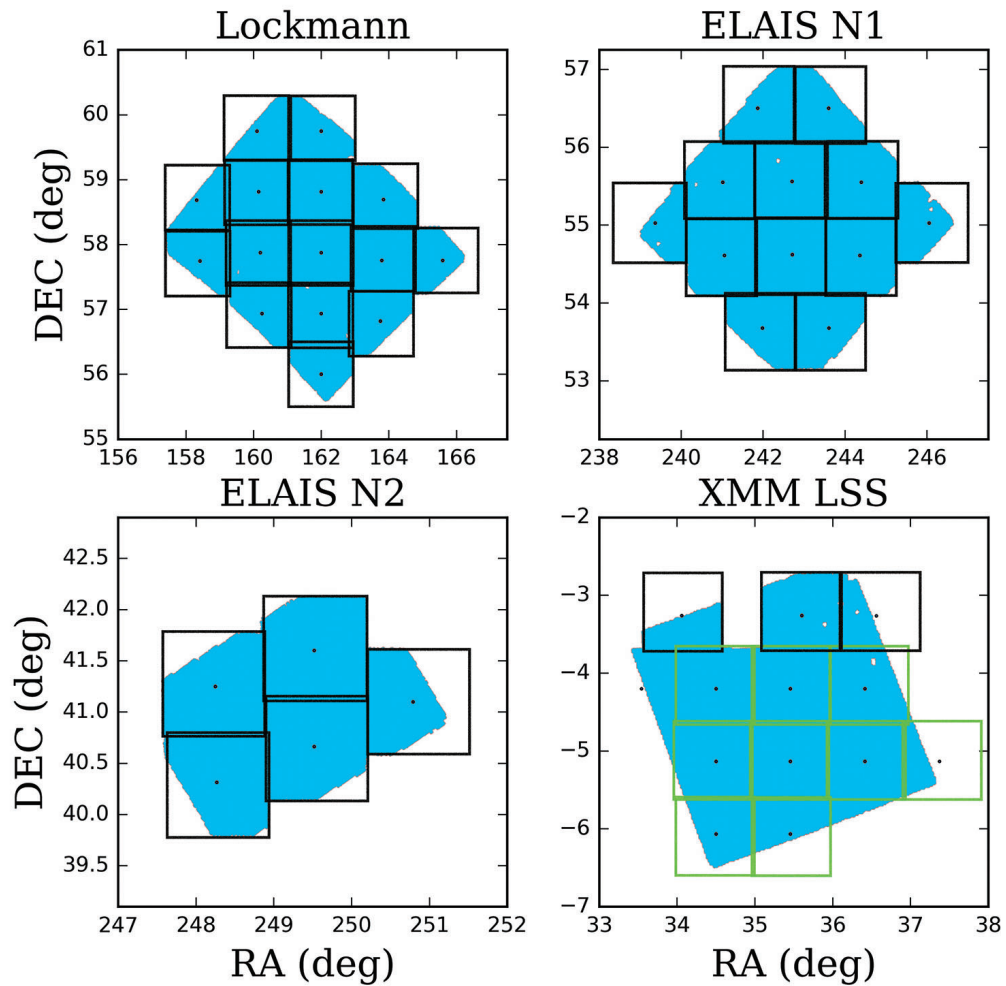 Lockmann
ELAIS N1
61
60
59
58
57
56
55
DEC (deg)
156 158 160 162 164 166
57
56
55
54
53
238 240 242 244 246
ELAIS N2
XMM LSS
42.5
42.0
41.5
41.0
40.5
40.0
39.5
DEC (deg)
247 248 249 250 251 252
RA (deg)
−2
−3
−4
−5
−6
−7
33 34 35 36 37 38
RA (deg)